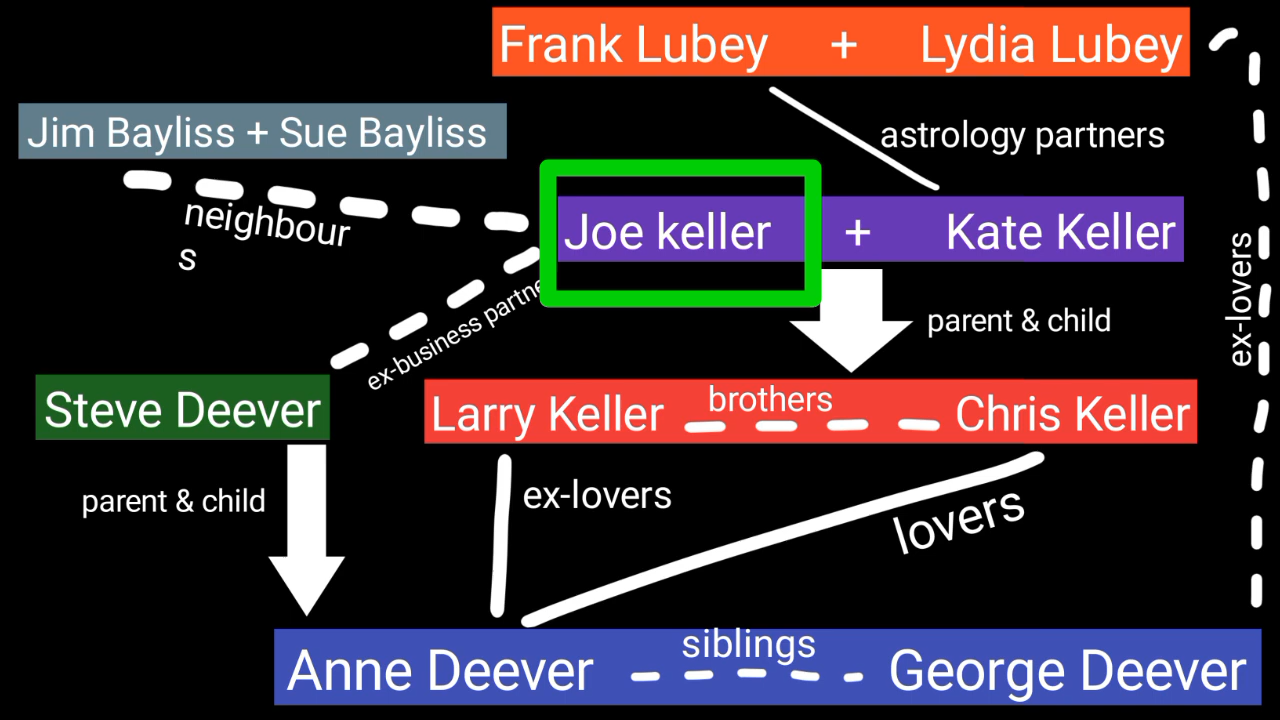 Frank Lubey + Lydia Lubey
Jim Bayliss + Sue Bayliss
astrology partners
neighbour
s
Joe keller + Kate Keller
ex-lovers
ex-business partne
parent & child
Steve Deever
Larry Keller brothers Chris Keller
parent & child
ex-lovers
lovers
siblings
Anne Deever George Deever